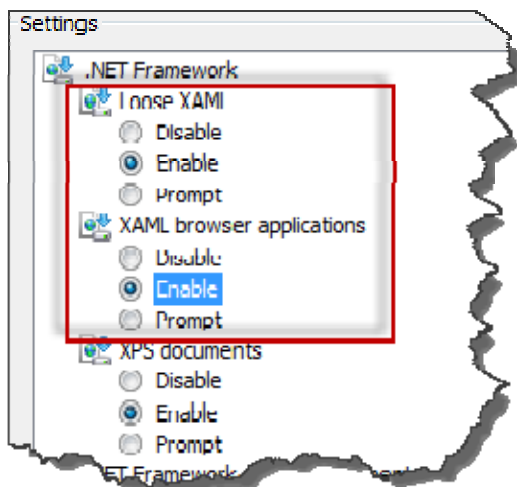 Settings
.NET Framework
Loose XAML
Disable
Enable
Prompt
XAML browser applications
Disable
Enable
Prompt
XPS documents
Disable
Enable
Prompt
Framework